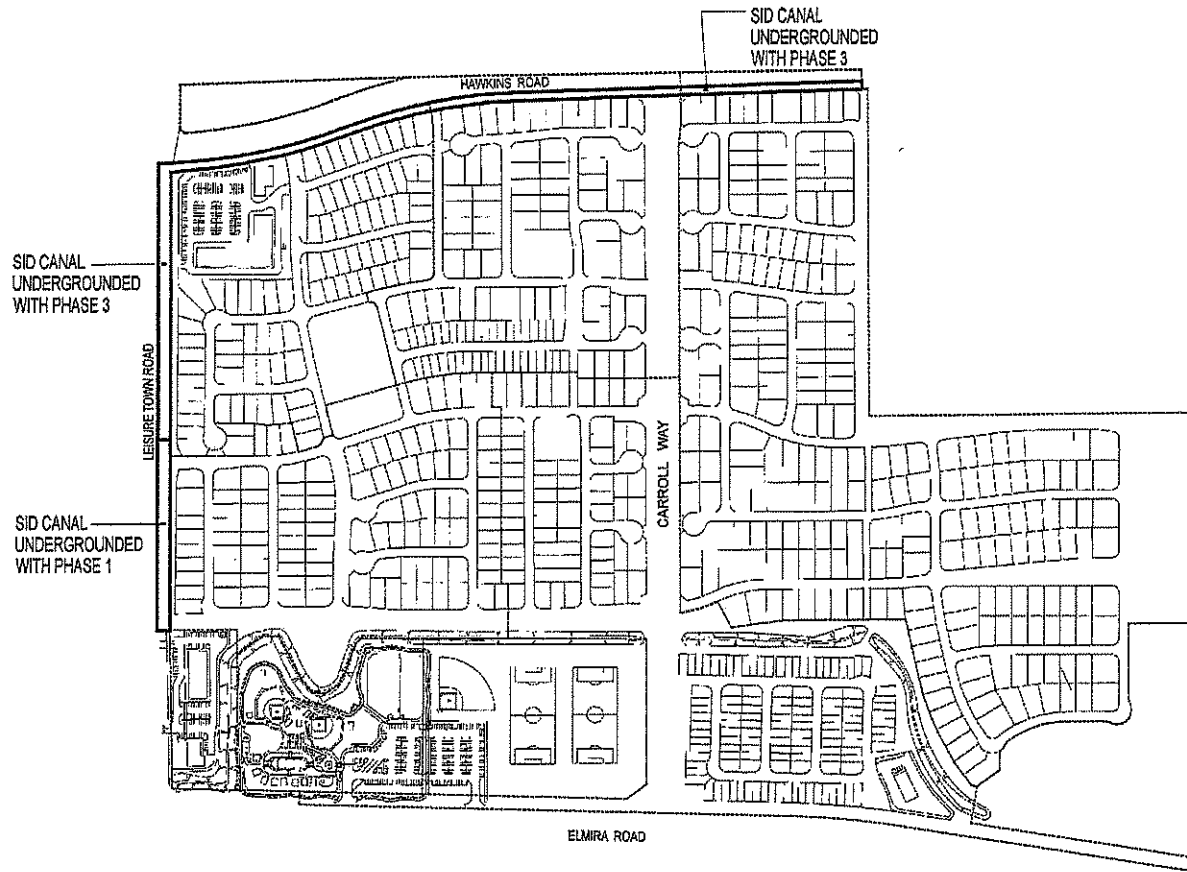 SID CANAL
UNDERGROUNDED
WITH PHASE 3
HAWKINS ROAD
SID CANAL
UNDERGROUNDED
WITH PHASE 3
LEISURE TOWN ROAD
SID CANAL
UNDERGROUNDED
WITH PHASE 1
CARROLL WAY
ELMIRA ROAD